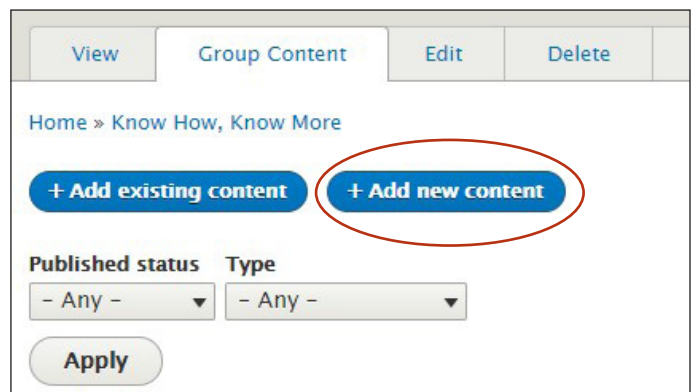 View Group Content Edit Delete
Home » Know How, Know More
+ Add existing content + Add new content
Published status Type
- Any - - Any -
Apply